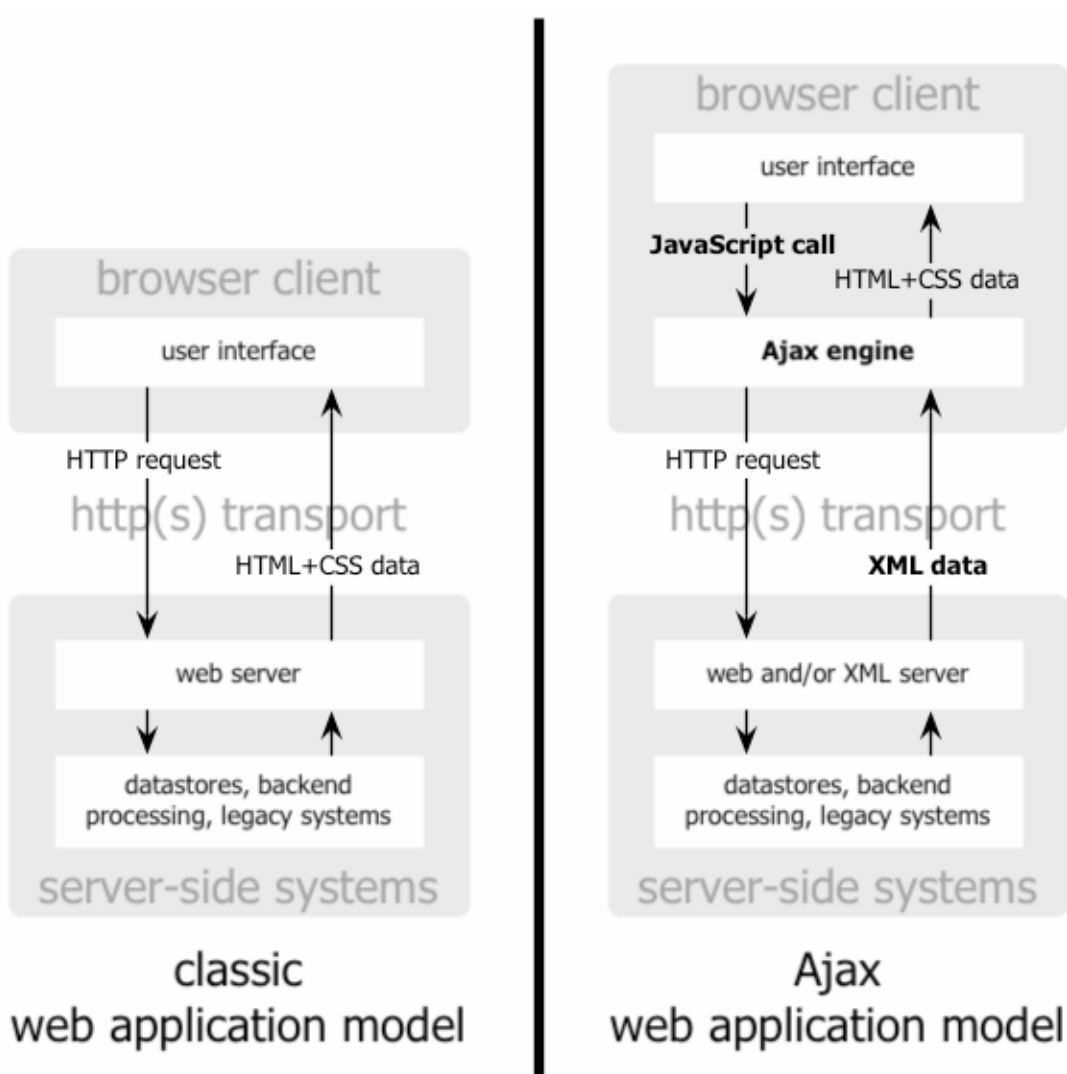 browser client
user interface
HTTP request
http(s) transport
HTML+CSS data
web server
datastores, backend
processing, legacy systems
server-side systems
classic
web application model
browser client
user interface
JavaScript call
HTML+CSS data
Ajax engine
HTTP request
http(s) transport
XML data
web and/or XML server
datastores, backend
processing, legacy systems
server-side systems
Ajax
web application model